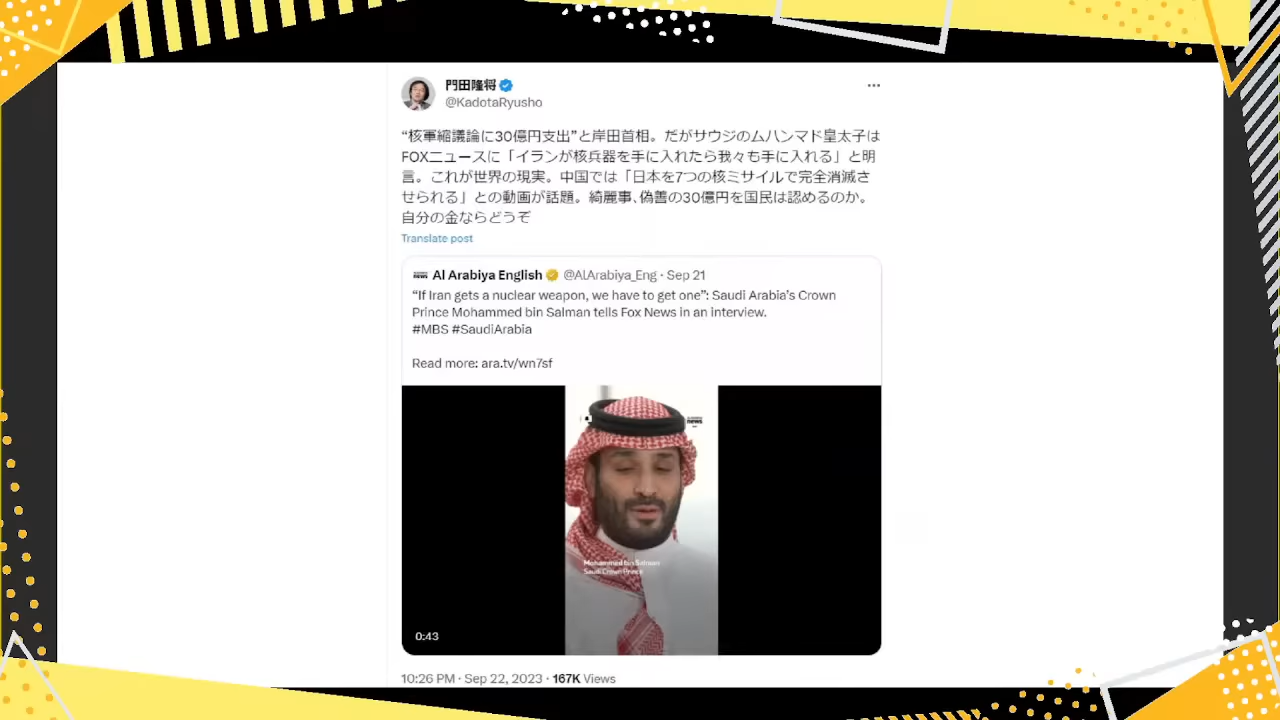 門田隆将
@KadotaRyusho
“核軍縮議論に30億円支出”と岸田首相。だがサウジのムハンマド皇太子は
FOXニュースに「イランが核兵器を手に入れたら我々も手に入れる」と明
言。これが世界の現実。中国では「日本を7つの核ミサイルで完全消滅さ
せられる」との動画が話題。綺麗事､偽善の30億円を国民は認めるのか。
自分の金ならどうぞ
Translate post
news Al Arabiya English @AlArabiya_Eng · Sep 21
“If Iran gets a nuclear weapon, we have to get one”: Saudi Arabia’s Crown
Prince Mohammed bin Salman tells Fox News in an interview.
#MBS #SaudiArabia
Read more: ara.tv/wn7sf
news
Mohammed bin Salman
Saudi Crown Prince
0:43
10:26 PM · Sep 22, 2023 · 167K Views